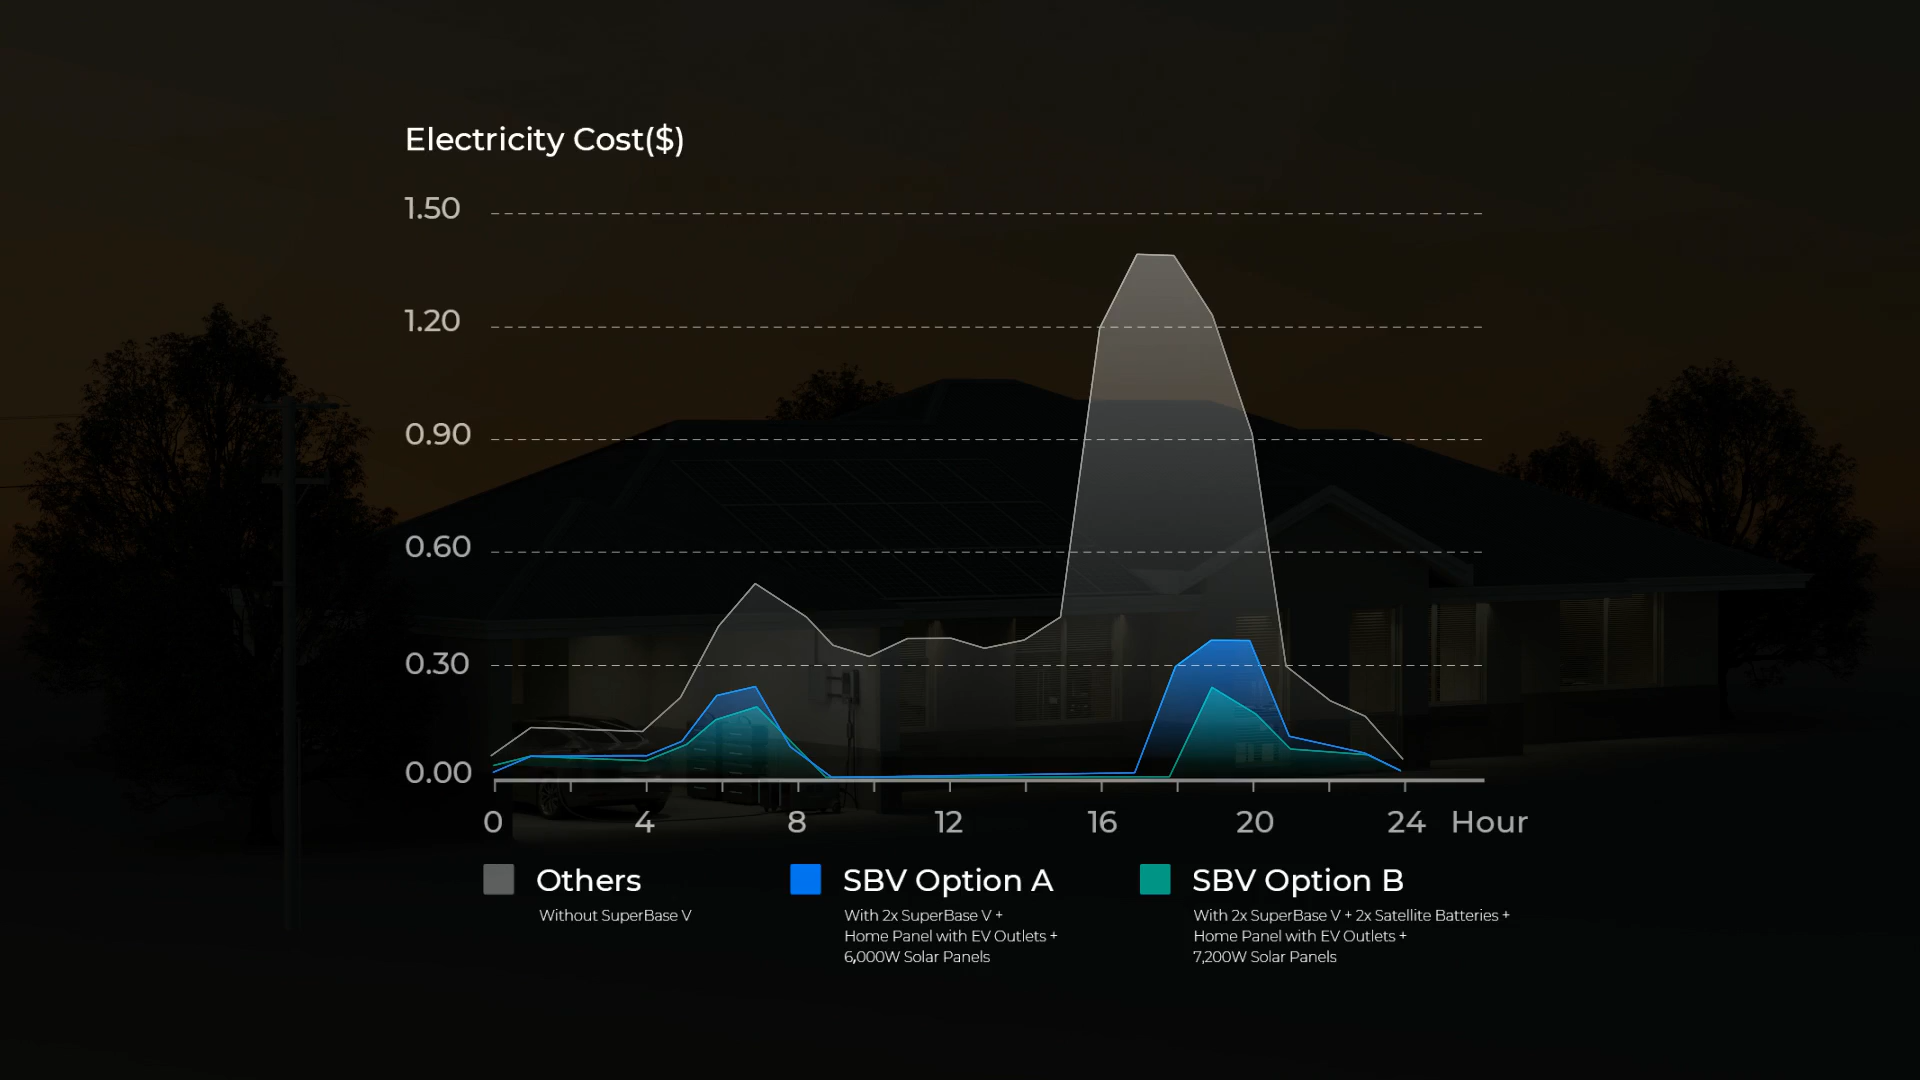 Electricity Cost($)
1.50
1.20
0.90
0.60
0.30
0.00
0 4 8 12 16 20 24 Hour
Others
Without SuperBase V
SBV Option A
With 2x SuperBase V +
Home Panel with EV Outlets +
6,000W Solar Panels
SBV Option B
With 2x SuperBase V + 2x Satellite Batteries +
Home Panel with EV Outlets +
7,200W Solar Panels